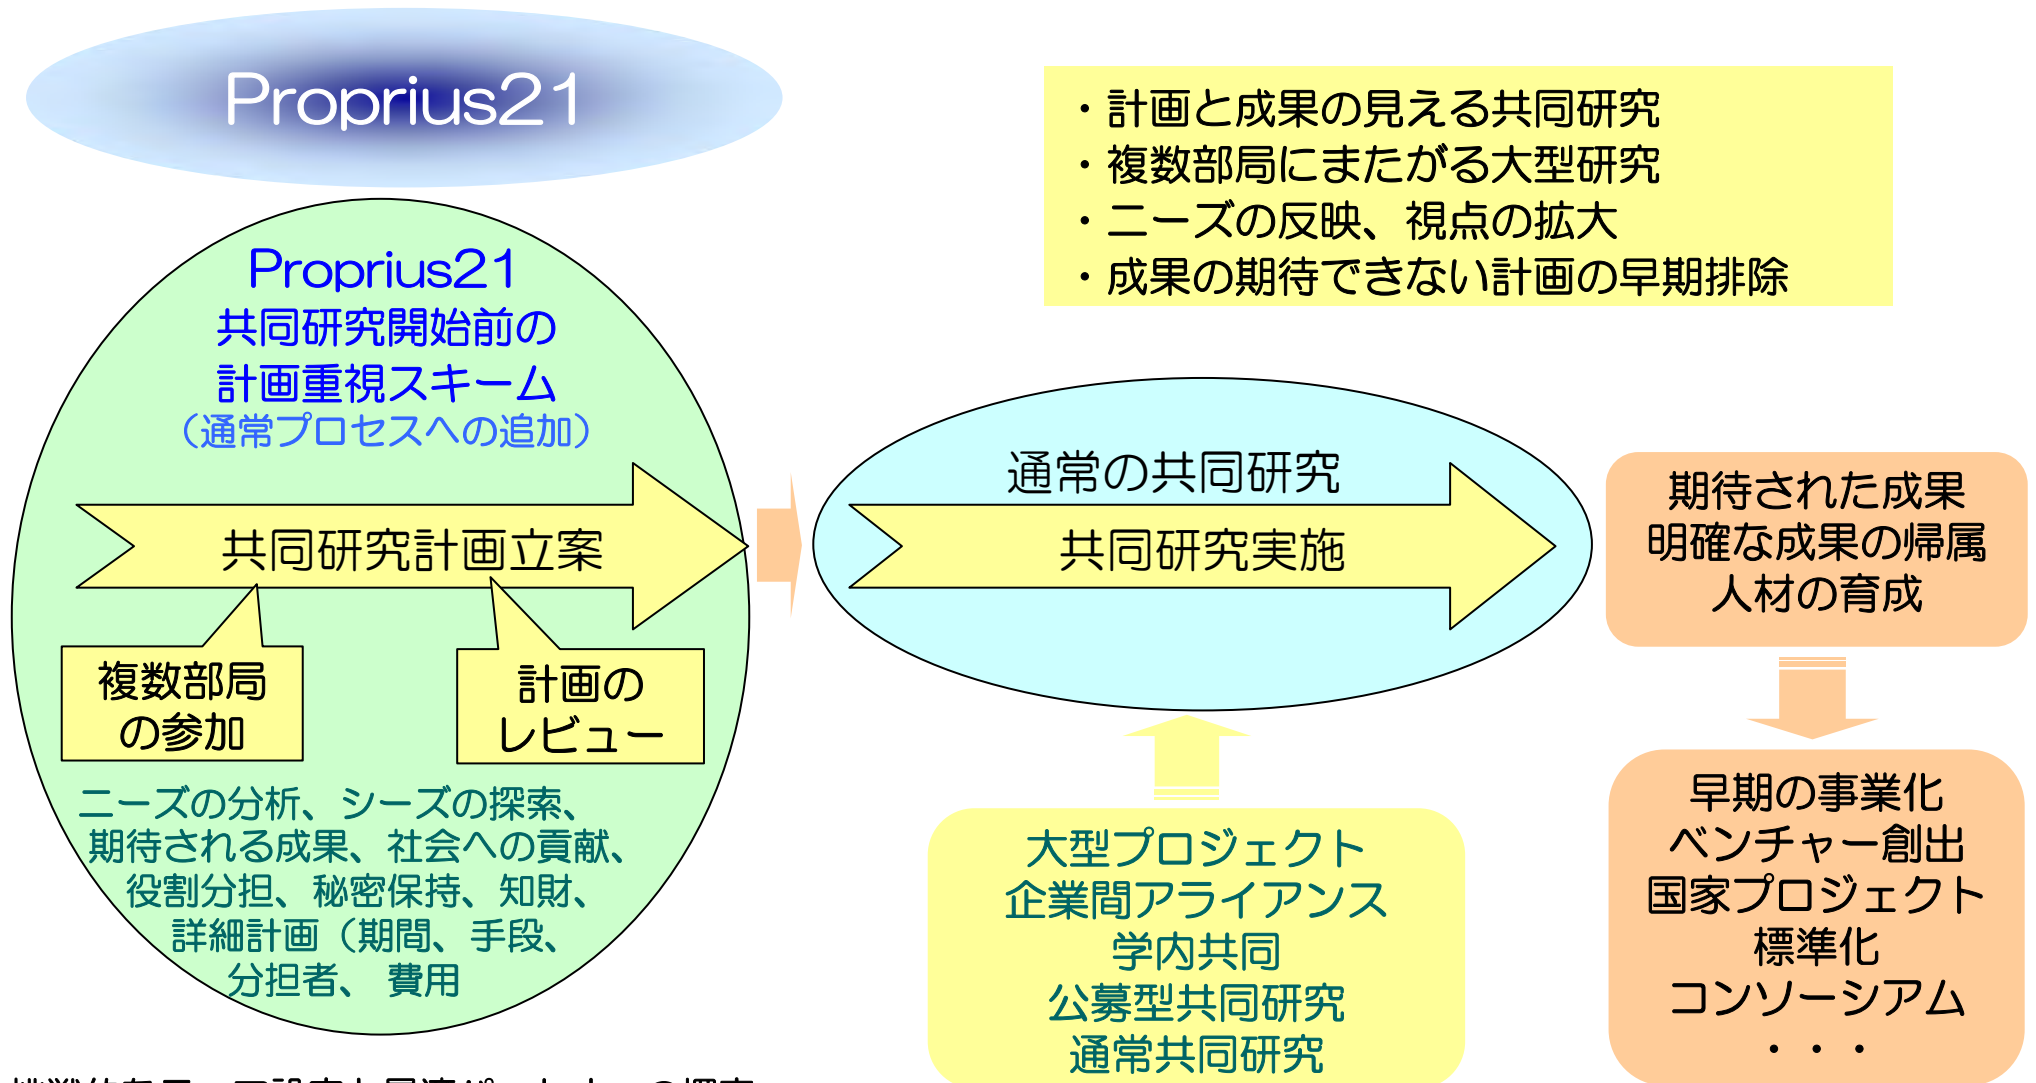 Proprius21
・計画と成果の見える共同研究
・複数部局にまたがる大型研究
・ニーズの反映、視点の拡大
・成果の期待できない計画の早期排除
Proprius21
共同研究開始前の
計画重視スキーム
（通常プロセスへの追加）
共同研究計画立案
複数部局
の参加
計画の
レビュー
ニーズの分析、シーズの探索、
期待される成果、社会への貢献、
役割分担、秘密保持、知財、
詳細計画（期間、手段、
分担者、 費用
通常の共同研究
共同研究実施
大型プロジェクト
企業間アライアンス
学内共同
公募型共同研究
通常共同研究
期待された成果
明確な成果の帰属
人材の育成
早期の事業化
ベンチャー創出
国家プロジェクト
標準化
コンソーシアム
・・・